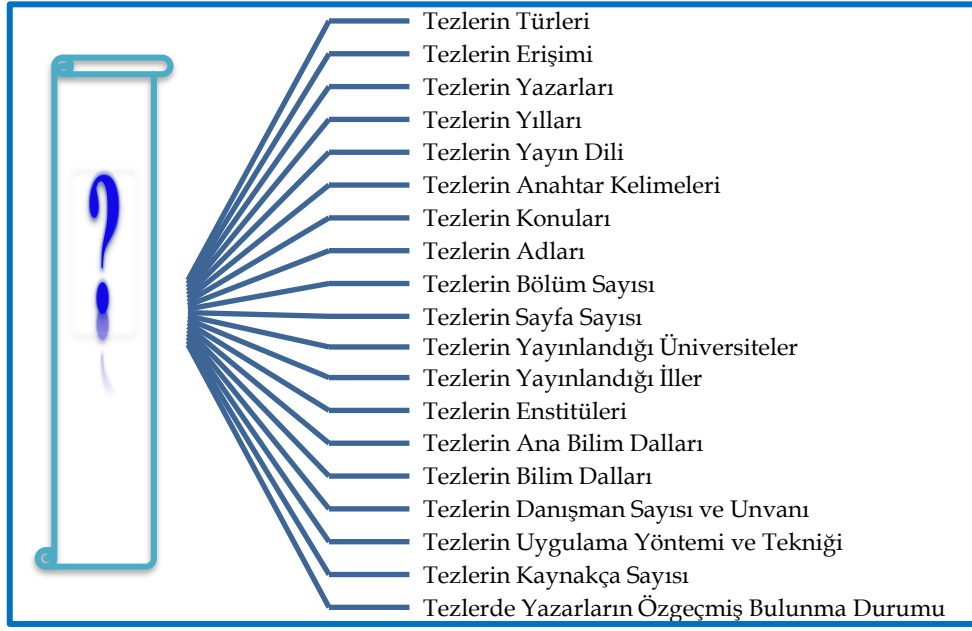 Tezlerin Türleri
Tezlerin Erişimi
Tezlerin Yazarları
Tezlerin Yılları
Tezlerin Yayın Dili
Tezlerin Anahtar Kelimeleri
Tezlerin Konuları
Tezlerin Adları
Tezlerin Bölüm Sayısı
Tezlerin Sayfa Sayısı
Tezlerin Yayınlandığı Üniversiteler
Tezlerin Yayınlandığı İller
Tezlerin Enstitüleri
Tezlerin Ana Bilim Dalları
Tezlerin Bilim Dalları
Tezlerin Danışman Sayısı ve Unvanı
Tezlerin Uygulama Yöntemi ve Tekniği
Tezlerin Kaynakça Sayısı
Tezlerde Yazarların Özgeçmiş Bulunma Durumu
?